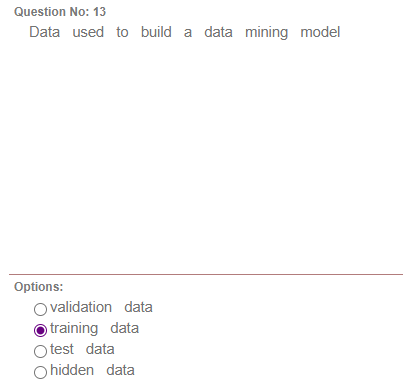 Question No: 13
Data used to build a data mining model
Options:
validation data
training data
test data
hidden data